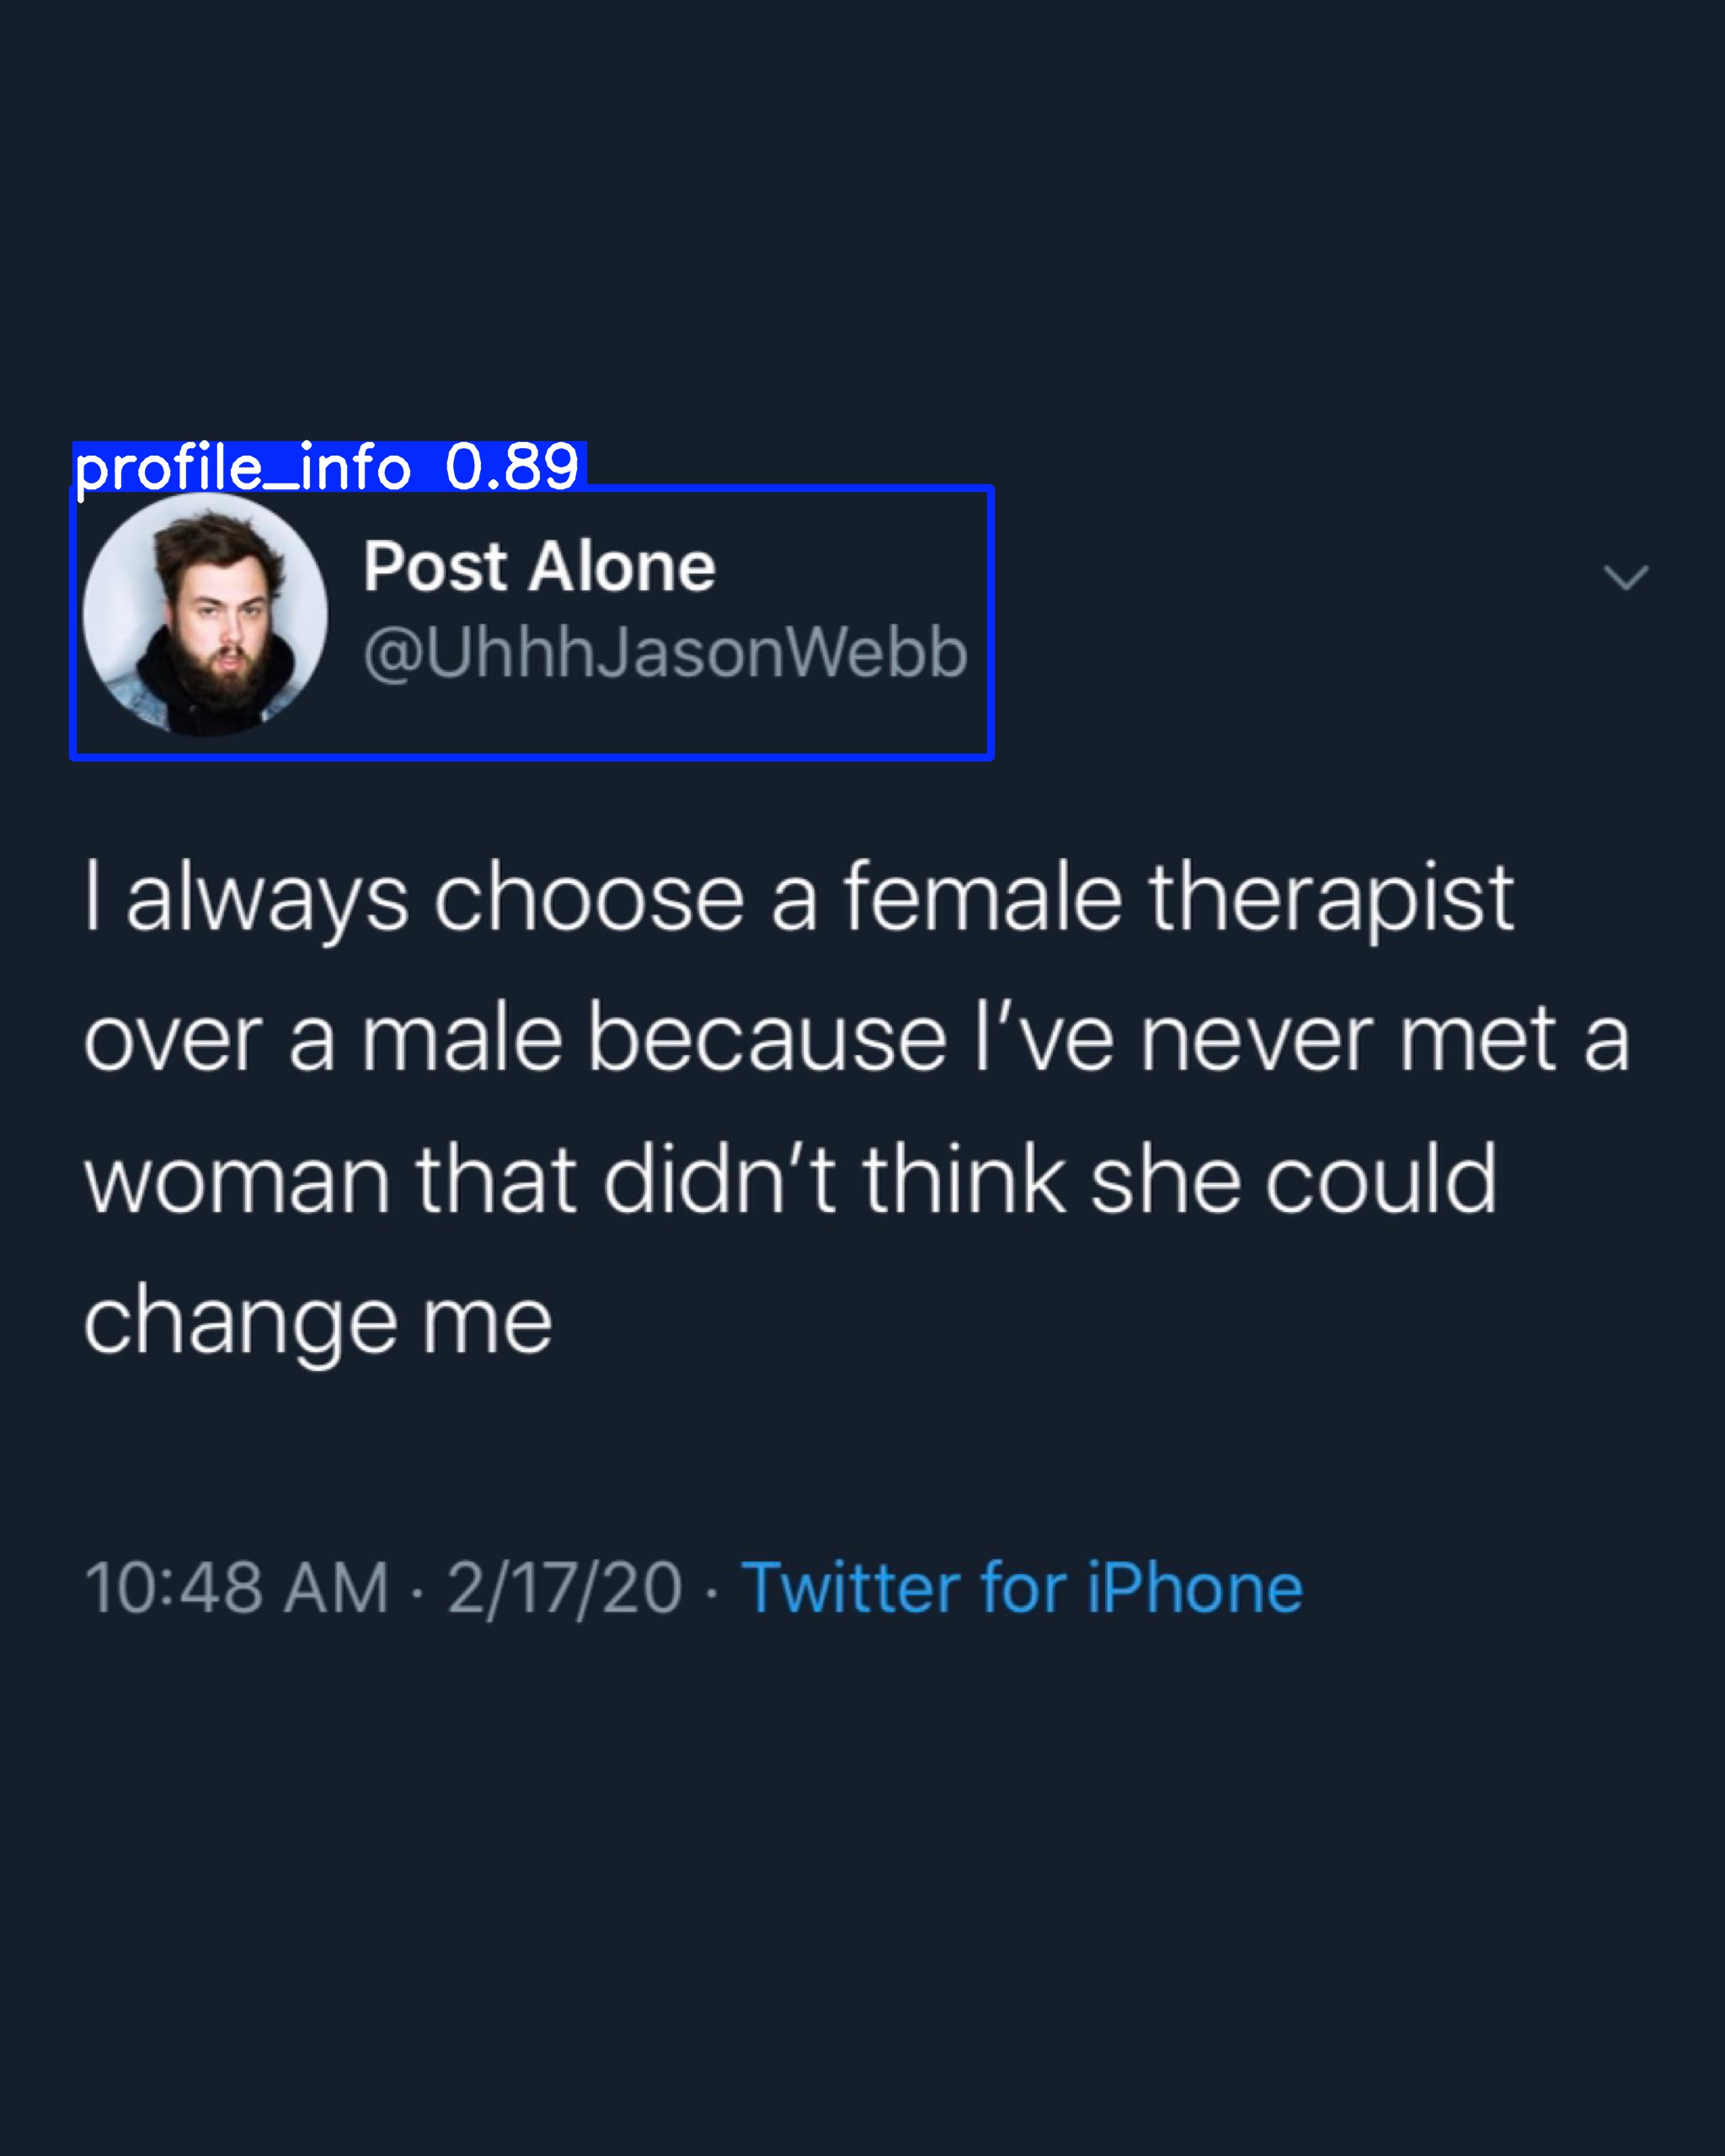 profile_info 0.89
Post Alone
@UhhhJasonWebb
I always choose a female therapist
over a male because I’ve never met a
woman that didn’t think she could
change me
10:48 AM · 2/17/20 · Twitter for iPhone